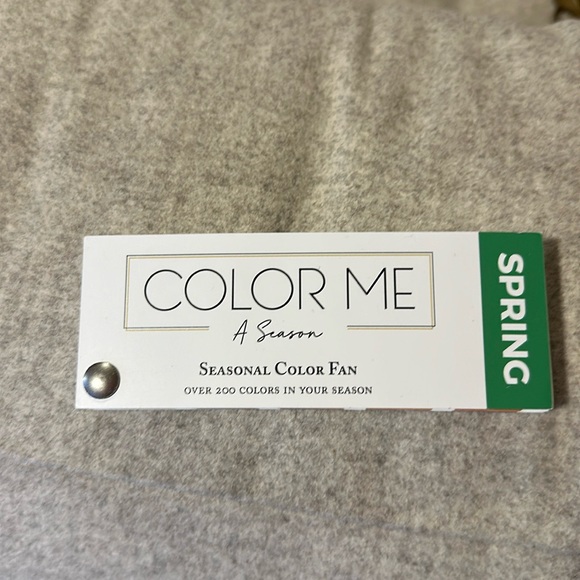 COLOR ME
A Season
SEASONAL COLOR FAN
OVER 200 COLORS IN YOUR SEASON
SPRING